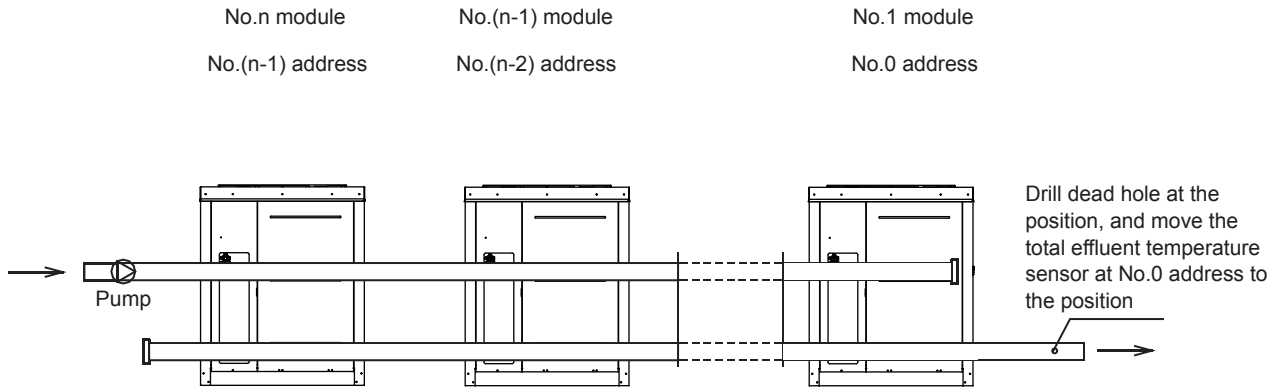 No.n module
No.(n-1) module
No.1 module
No.(n-1) address
No.(n-2) address
No.0 address
Drill dead hole at the
position, and move the
total effluent temperature
sensor at No.0 address to
the position
Pump